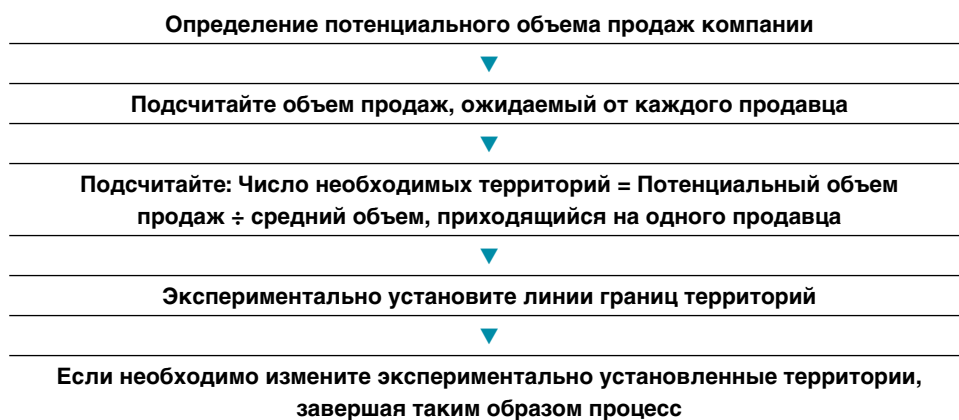 Определение потенциального объема продаж компании
Подсчитайте объем продаж, ожидаемый от каждого продавца
Подсчитайте: Число необходимых территорий = Потенциальный объем
продаж ÷ средний объем, приходящийся на одного продавца
Экспериментально установите линии границ территорий
Если необходимо измените экспериментально установленные территории,
завершая таким образом процесс